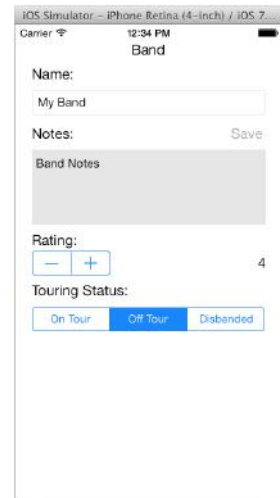 iOS Simulator – iPhone Retina (4-inch) / iOS 7...
Carrier 12:34 PM
Band
Name:
My Band
Notes: Save
Band Notes
Rating:
— + 4
Touring Status:
On Tour Off Tour Disbanded